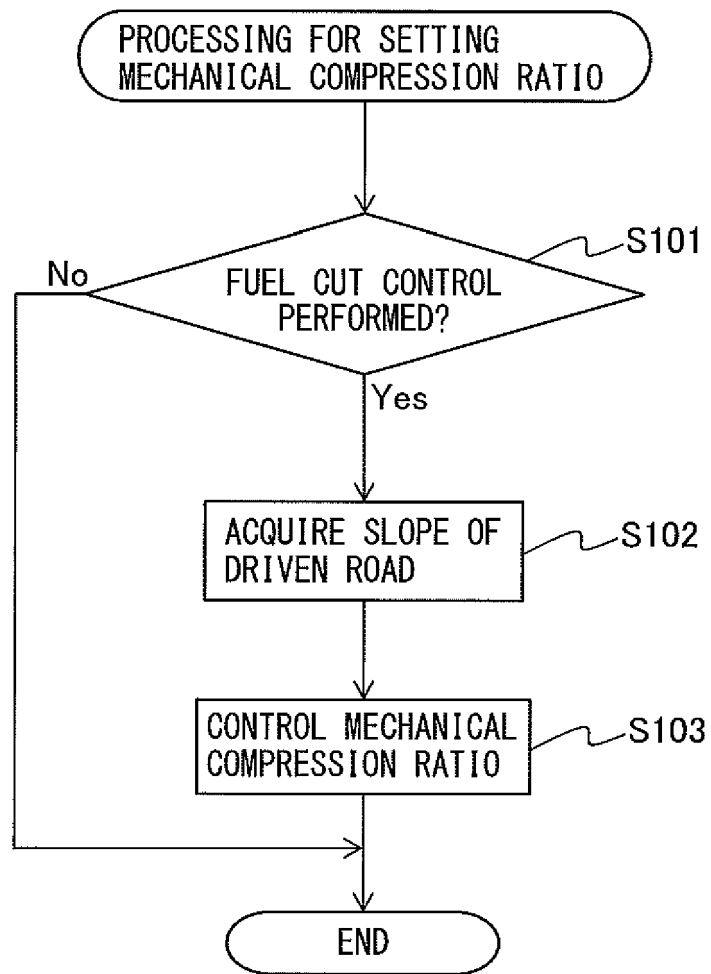 PROCESSING FOR SETTING
MECHANICAL COMPRESSION RATIO
S101
No
FUEL CUT CONTROL
PERFORMED?
Yes
ACQUIRE SLOPE OF
DRIVEN ROAD
S102
CONTROL MECHANICAL
COMPRESSION RATIO
S103
END